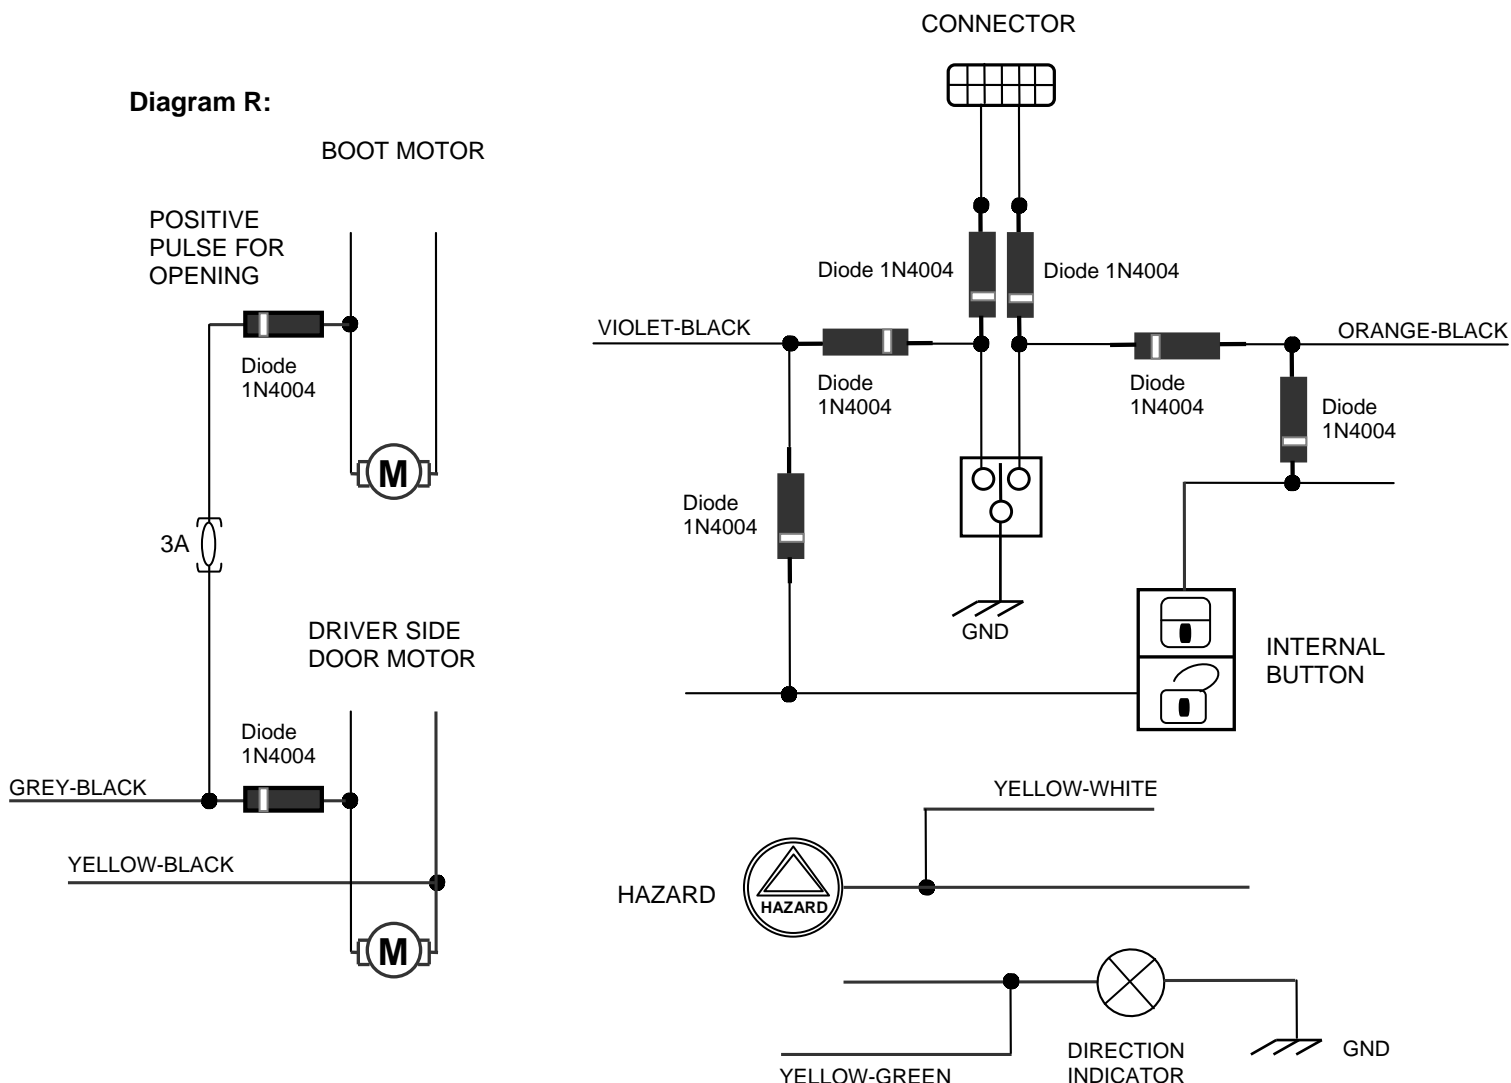 CONNECTOR
Diagram R:
BOOT MOTOR
POSITIVE
PULSE FOR
OPENING
Diode 1N4004
Diode 1N4004
VIOLET-BLACK
ORANGE-BLACK
Diode
1N4004
Diode
1N4004
Diode
1N4004
Diode
1N4004
M
Diode
1N4004
3A
GND
DRIVER SIDE
DOOR MOTOR
INTERNAL
BUTTON
Diode
1N4004
GREY-BLACK
YELLOW-WHITE
YELLOW-BLACK
HAZARD
HAZARD
M
DIRECTION
INDICATOR
GND
YELLOW-GREEN